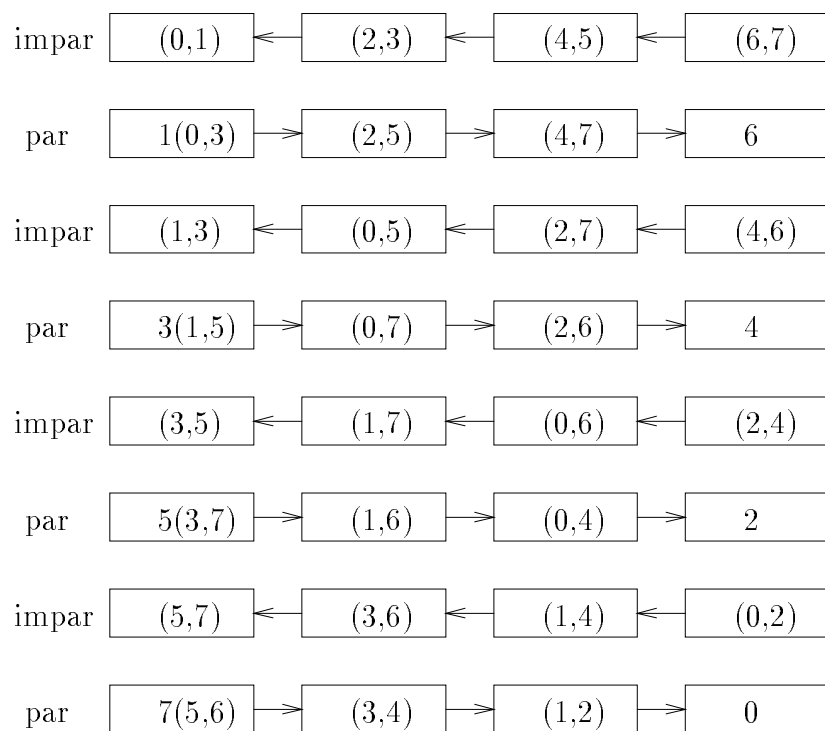 impar (0,1) (2,3) (4,5) (6,7)
par 1(0,3) (2,5) (4,7) 6
impar (1,3) (0,5) (2,7) (4,6)
par 3(1,5) (0,7) (2,6) 4
impar (3,5) (1,7) (0,6) (2,4)
par 5(3,7) (1,6) (0,4) 2
impar (5,7) (3,6) (1,4) (0,2)
par 7(5,6) (3,4) (1,2) 0